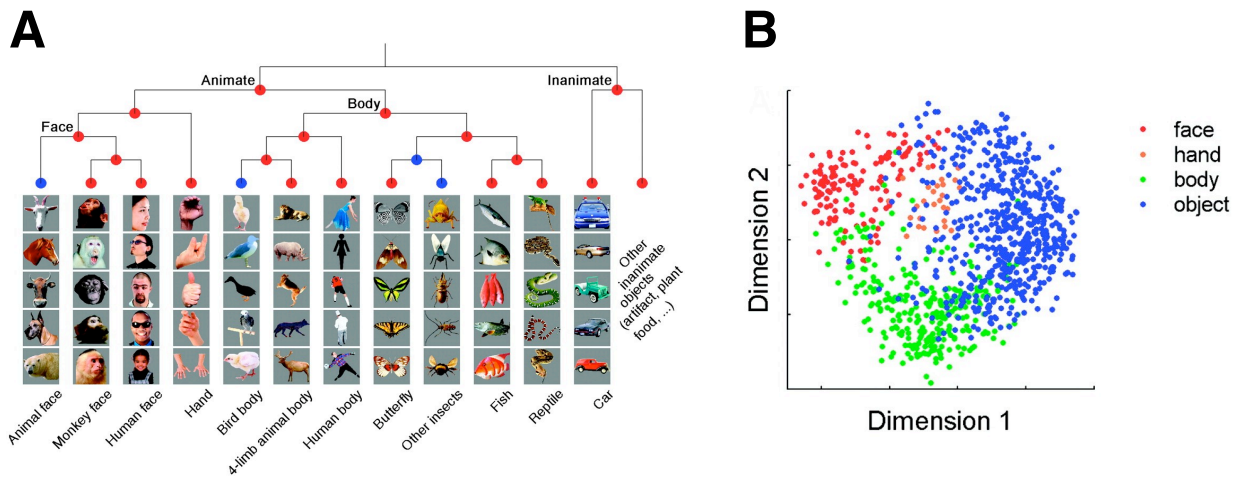 A
Animate
Inanimate
Body
Face
Other
inanimate
objects
(artifact, plant
food, ...)
Animal face
Monkey face
Human face
Hand
Bird body
4-limb animal body
Human body
Butterfly
Other insects
Fish
Reptile
Car
B
Dimension 2
Dimension 1
face
hand
body
object